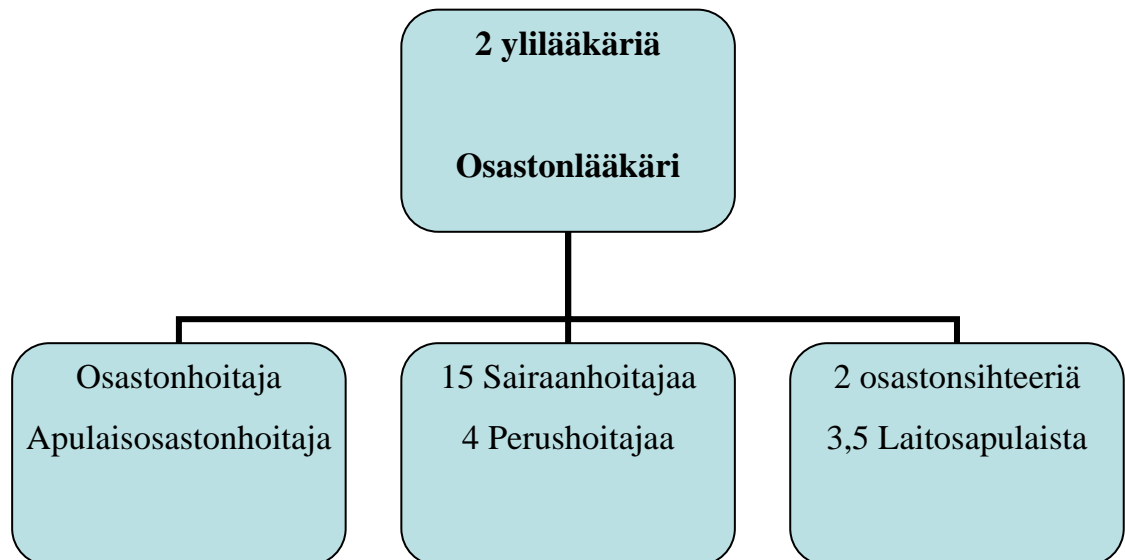 2 ylilääkäriä
Osastonlääkäri
Osastonhoitaja
Apulaisosastonhoitaja
15 Sairaanhoitajaa
4 Perushoitajaa
2 osastonsihteeriä
3,5 Laitosapulaista